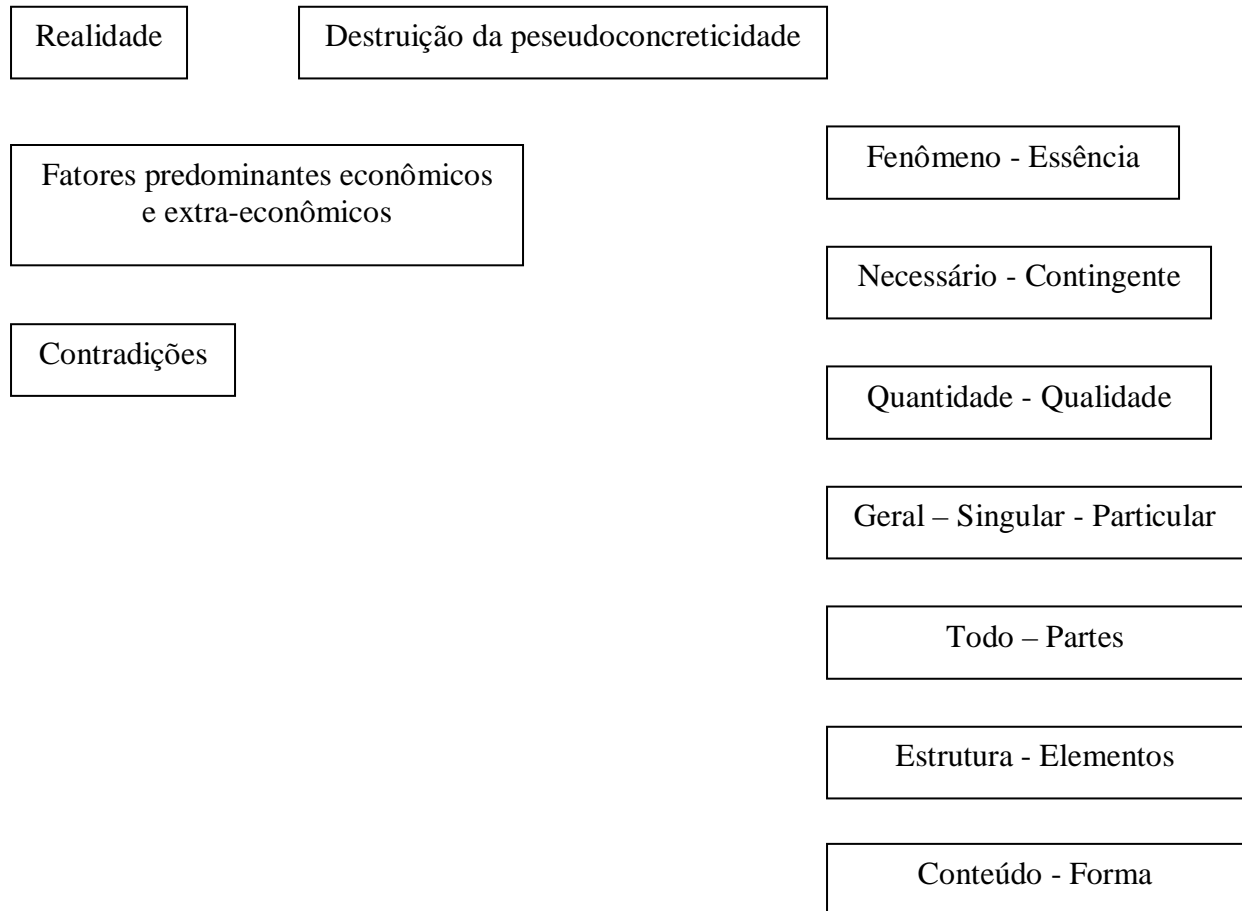 Realidade
Destruição da peseudoconcreticidade
Fenômeno - Essência
Fatores predominantes econômicos
e extra-econômicos
Necessário - Contingente
Contradições
Quantidade - Qualidade
Geral – Singular - Particular
Todo – Partes
Estrutura - Elementos
Conteúdo - Forma